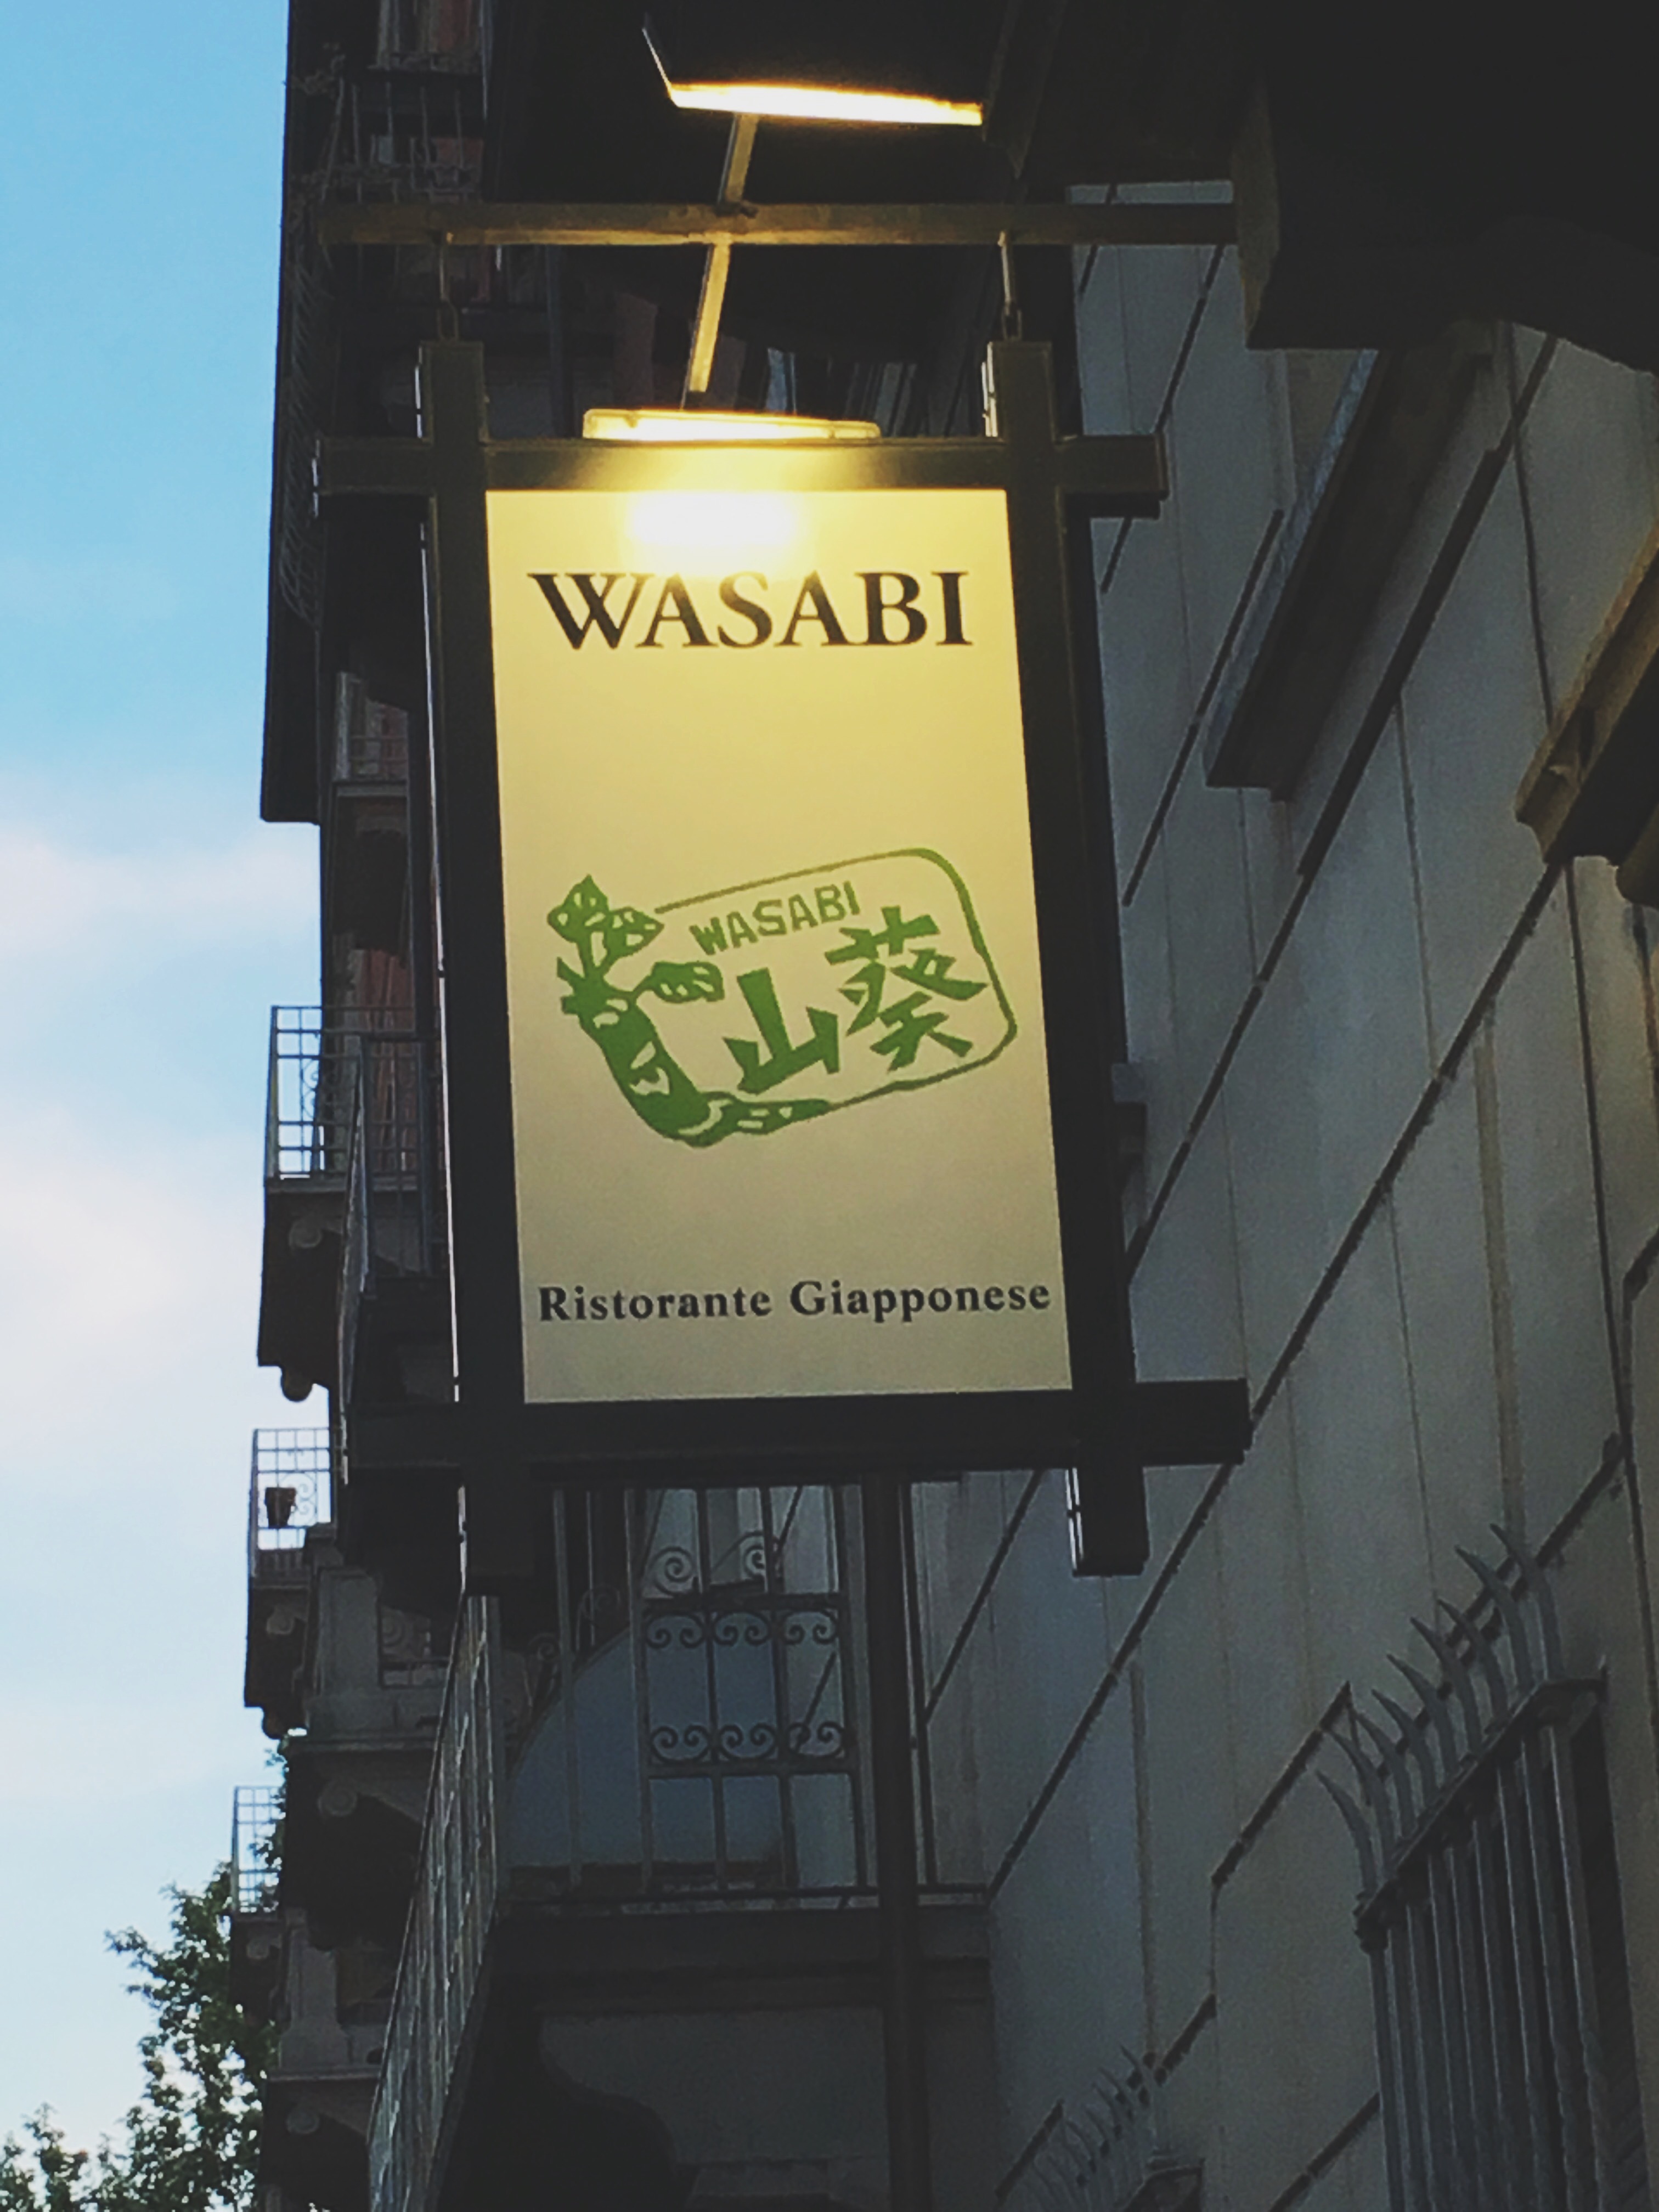 WASABI
WASABI
山葵
Ristorante Giapponese